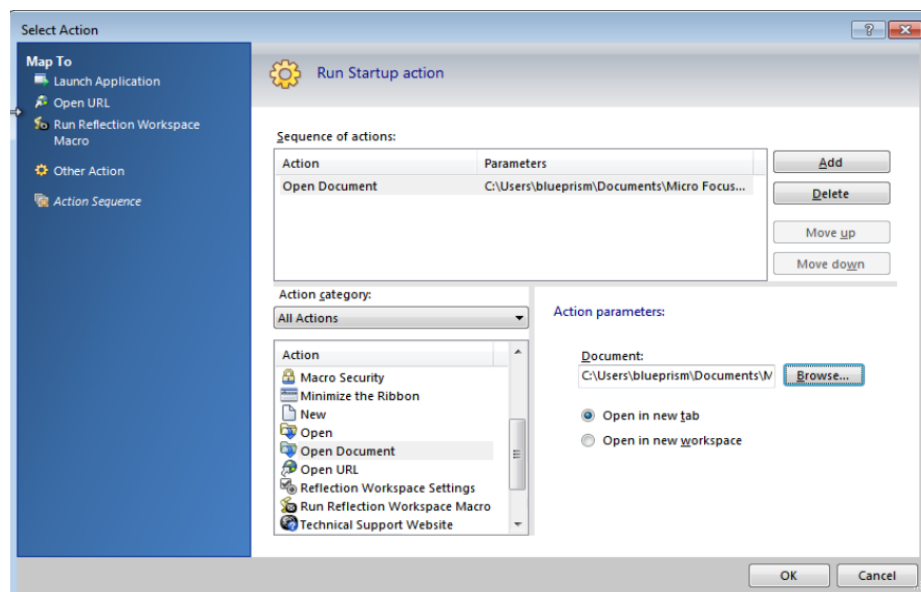 Select Action
Map To
Launch Application
Open URL
Run Reflection Workspace
Macro
Other Action
Action Sequence
Run Startup action
Sequence of actions:
Action Parameters
Open Document C:\Users\blueprism\Documents\Micro Focus...
Add
Delete
Move up
Move down
Action category:
All Actions
Action
Macro Security
Minimize the Ribbon
New
Open
Open Document
Open URL
Reflection Workspace Settings
Run Reflection Workspace Macro
Technical Support Website
Action parameters:
Document:
C:\Users\blueprism\Documents\M
Browse...
Open in new tab
Open in new workspace
OK Cancel